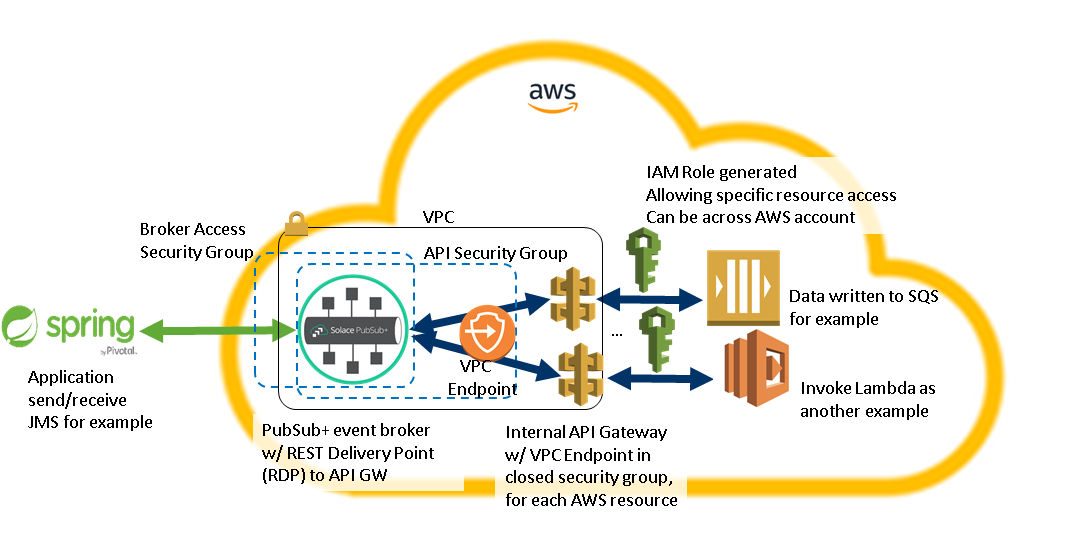 aws
IAM Role generated
Allowing specific resource access
Can be across AWS account
Broker Access
Security Group
VPC
API Security Group
Solace PubSub+
spring
by Pivotal.
...
Data written to SQS
for example
VPC
Endpoint
Application
send/receive
JMS for example
Invoke Lambda as
another example
PubSub+ event broker
w/ REST Delivery Point
(RDP) to API GW
Internal API Gateway
w/ VPC Endpoint in
closed security group,
for each AWS resource